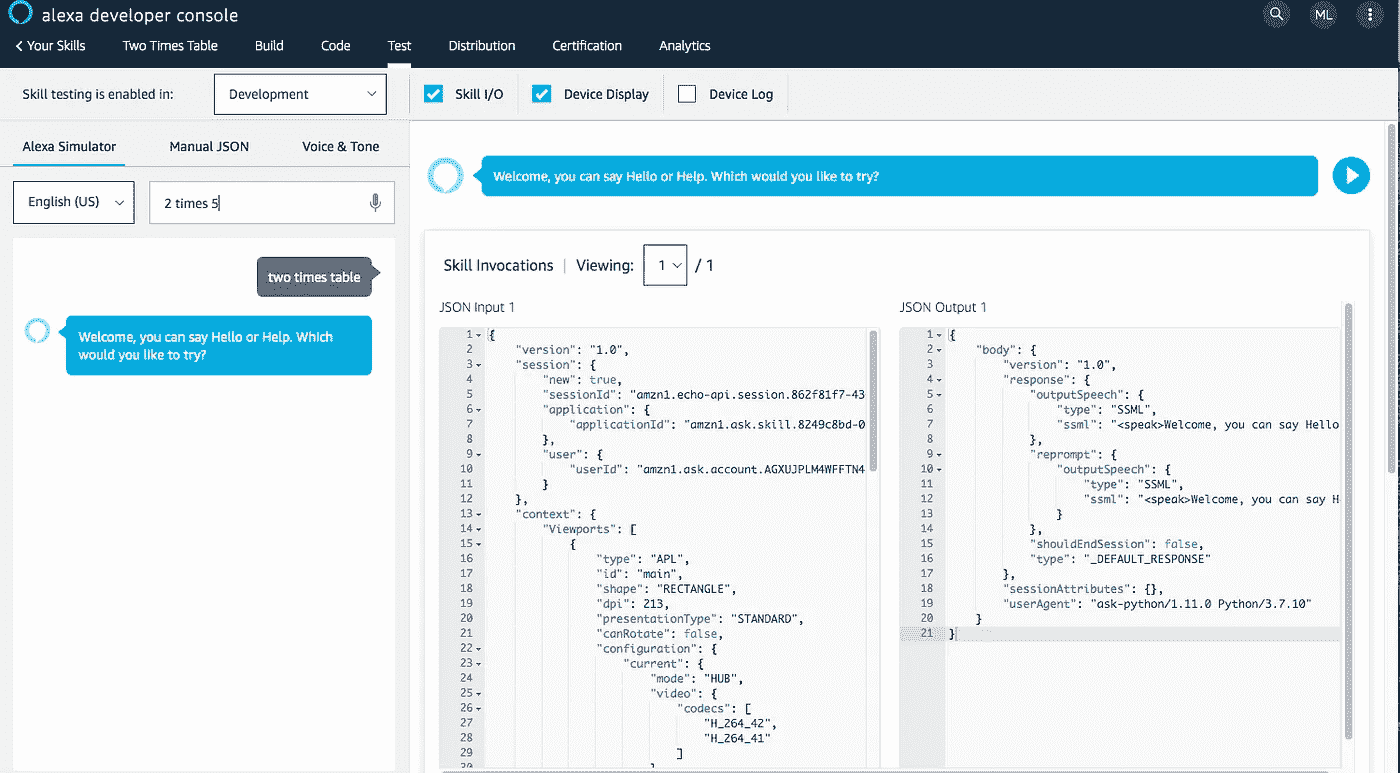 alexa developer console
ML
Your Skills Two Times Table Build Code Test Distribution Certification Analytics
Skill testing is enabled in: Development Skill I/O Device Display Device Log
Alexa Simulator Manual JSON Voice & Tone
English (US) 2 times 5
two times table
Welcome, you can say Hello or Help. Which
would you like to try?
Welcome, you can say Hello or Help. Which would you like to try?
Skill Invocations | Viewing: 1 / 1
JSON Input 1
1 {
2 "version": "1.0",
3 "session": {
4 "new": true,
5 "sessionId": "amzn1.echo-api.session.862f81f7-43
6 "application": {
7 "applicationId": "amzn1.ask.skill.8249c8bd-0
8 },
9 "user": {
10 "userId": "amzn1.ask.account.AGXUJPLM4WFFTN4
11 }
12 },
13 "context": {
14 "Viewports": [
15 {
16 "type": "APL",
17 "id": "main",
18 "shape": "RECTANGLE",
19 "dpi": 213,
20 "presentationType": "STANDARD",
21 "canRotate": false,
22 "configuration": {
23 "current": {
24 "mode": "HUB",
25 "video": {
26 "codecs": [
27 "H_264_42",
28 "H_264_41"
29 ]
30
JSON Output 1
1 {
2 "body": {
3 "version": "1.0",
4 "response": {
5 "outputSpeech": {
6 "type": "SSML",
7 "ssml": "<speak>Welcome, you can say Hello
8 },
9 "reprompt": {
10 "outputSpeech": {
11 "type": "SSML",
12 "ssml": "<speak>Welcome, you can say H
13 }
14 },
15 "shouldEndSession": false,
16 "type": "_DEFAULT_RESPONSE"
17 },
18 "sessionAttributes": {},
19 "userAgent": "ask-python/1.11.0 Python/3.7.10"
20 }
21 }